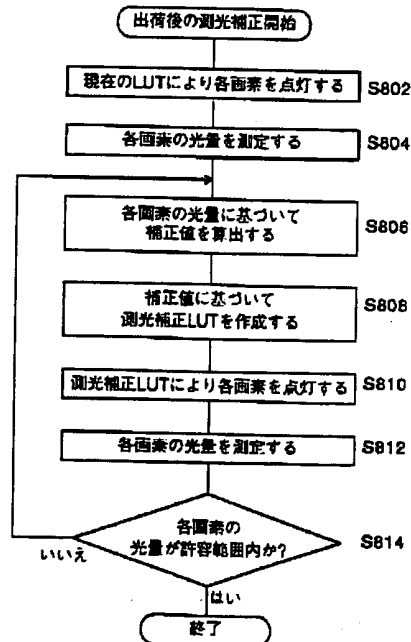 出荷後の測光補正開始
現在のLUTにより各画素を点灯する
S802
各画素の光量を測定する
S804
各画素の光量に基づいて
補正値を算出する
S806
補正値に基づいて
測光補正LUTを作成する
S808
測光補正LUTにより各画素を点灯する
S810
各画素の光量を測定する
S812
各画素の
光量が許容範囲内か?
S814
いいえ
はい
終了